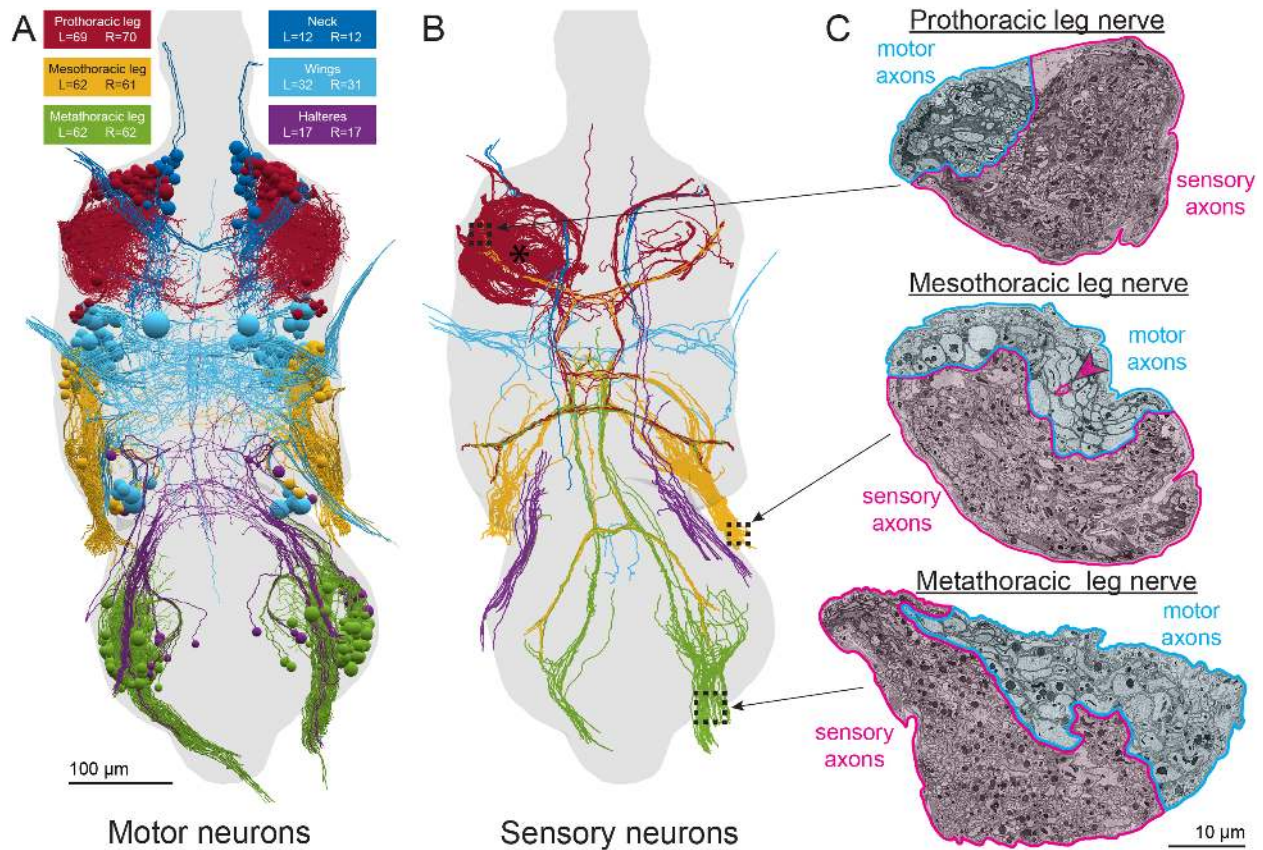 A
Prothoracic leg
L=69 R=70
Neck
L=12 R=12
Mesothoracic leg
L=62 R=61
Wings
L=32 R=31
Metathoracic leg
L=62 R=62
Halteres
L=17 R=17
100 µm
Motor neurons
B
*
Sensory neurons
C
Prothoracic leg nerve
motor
axons
sensory
axons
Mesothoracic leg nerve
motor
axons
sensory
axons
Metathoracic leg nerve
motor
axons
sensory
axons
10 µm